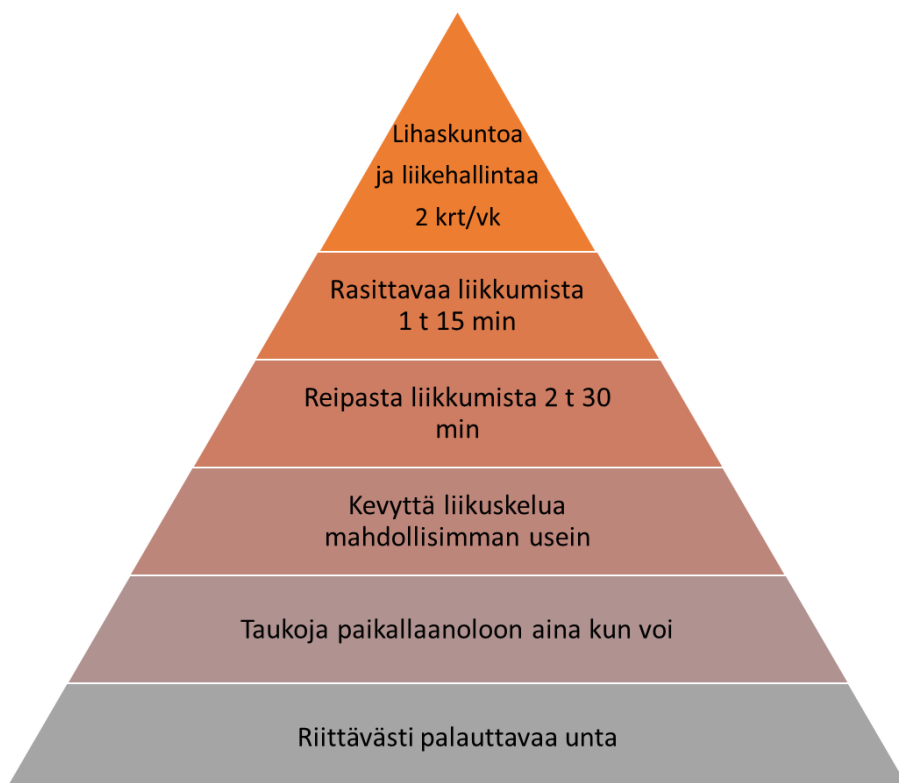 Lihaskuntoa
ja liikehallintaa
2 krt/vk
Rasittavaa liikkumista
1 t 15 min
Reipasta liikkumista 2 t 30
min
Kevyttä liikuskelua
mahdollisimman usein
Taukoja paikallaanoloon aina kun voi
Riittävästi palauttavaa unta